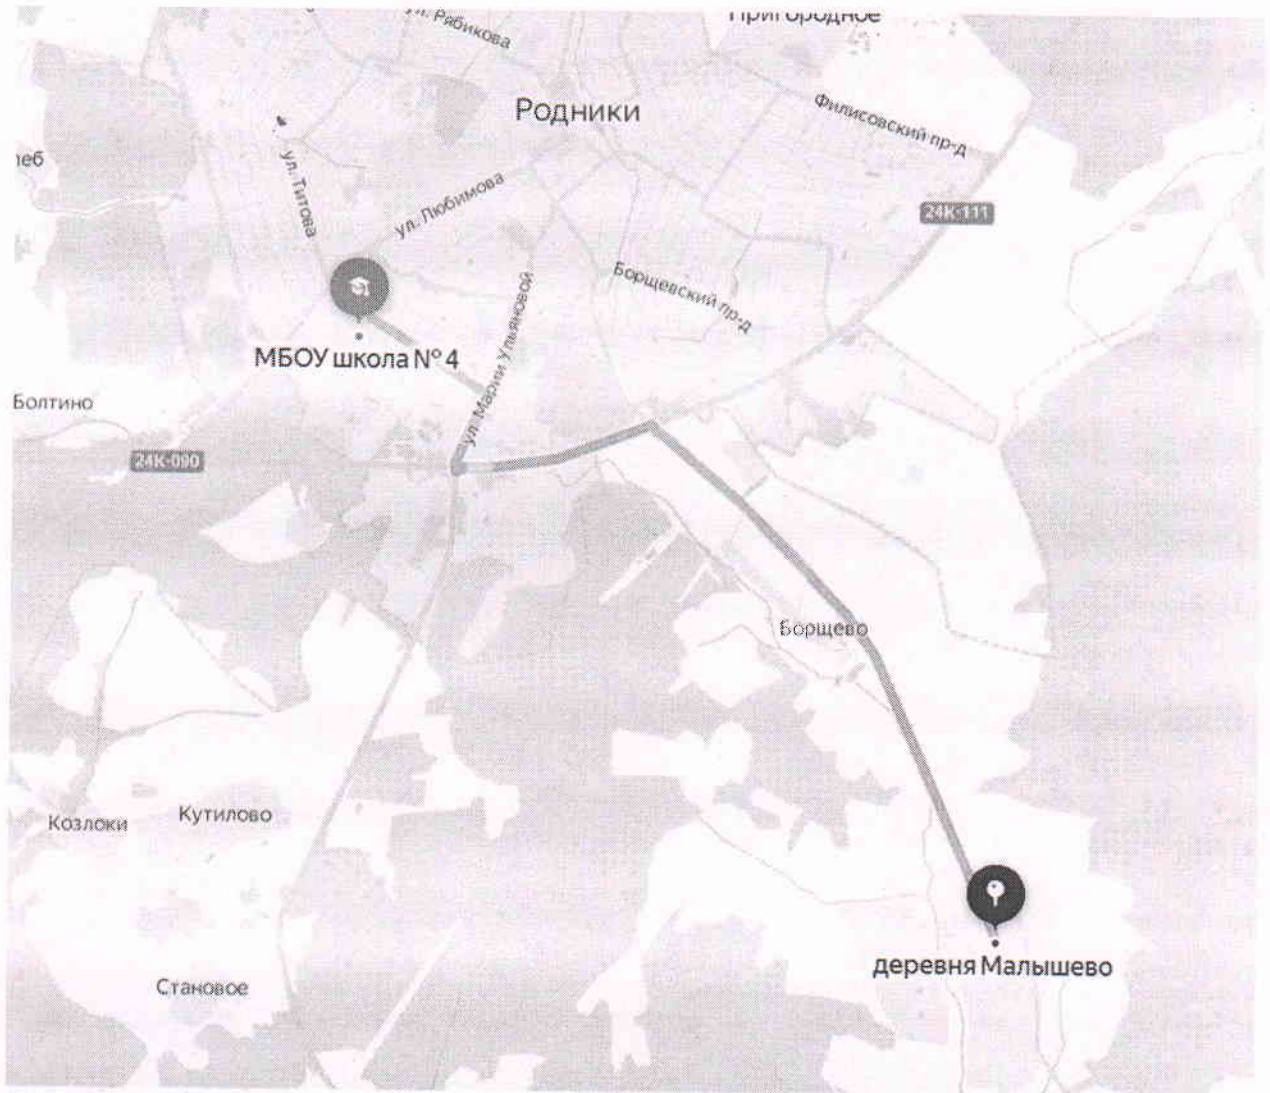 ул. Рябикова
Пригородное
Родники
Филисовский пр-д
леб
ул. Титова
ул. Любимова
24К-111
Борщевский пр-д
МБОУ школа № 4
ул. Марии Ульяновой
Болтино
24К-090
Борщево
Козлоки
Кутилово
деревня Малышево
Становое